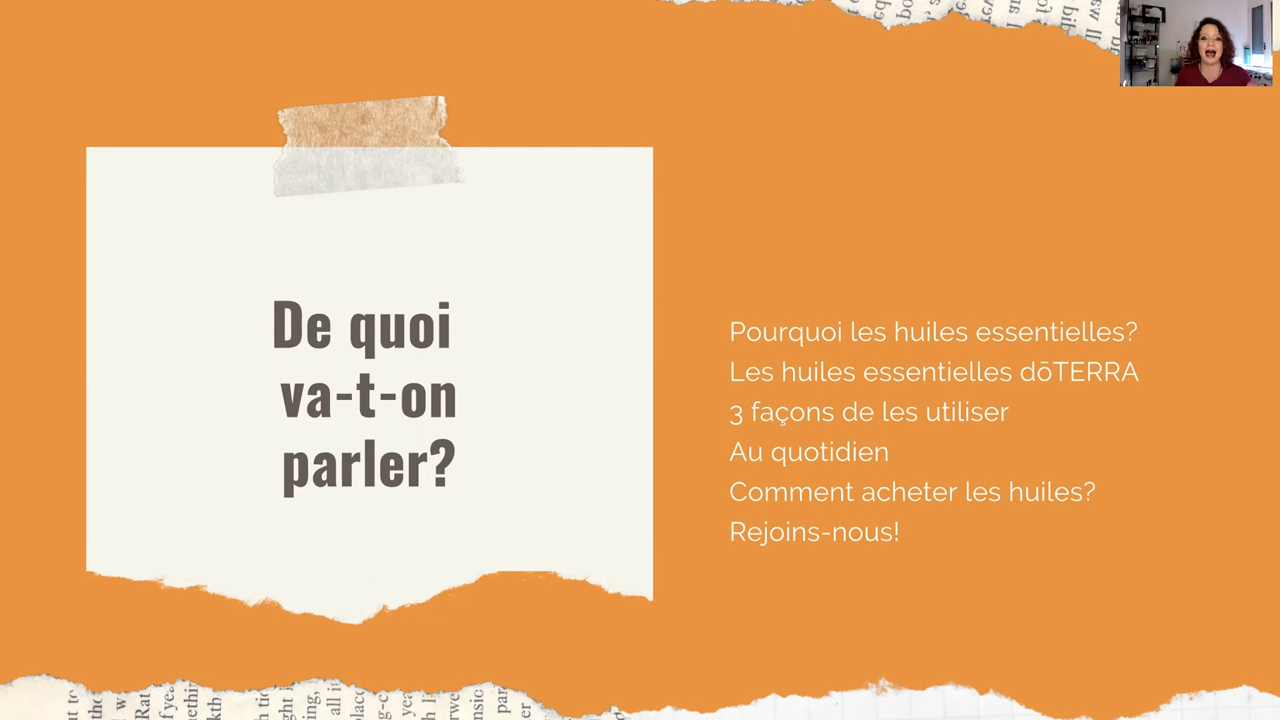 De quoi
va-t-on
parler?
Pourquoi les huiles essentielles?
Les huiles essentielles dōTERRA
3 façons de les utiliser
Au quotidien
Comment acheter les huiles?
Rejoins-nous!